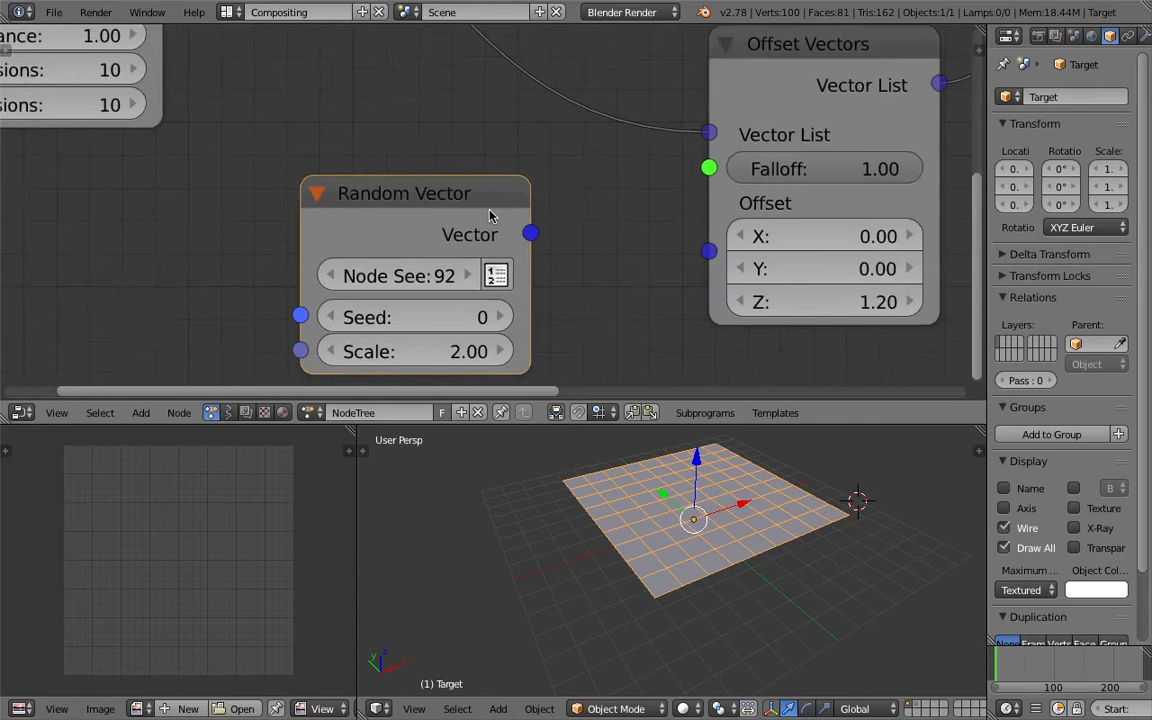 File Render Window Help Compositing Scene Blender Render v2.78 | Verts:100 | Faces:81 | Tris:162 | Objects:1/1 | Lamps:0/0 | Mem:18.44M | Target
ance: 1.00
sions: 10
sions: 10
Random Vector
Vector
Node See: 92
Seed: 0
Scale: 2.00
Offset Vectors
Vector List
Vector List
Falloff: 1.00
Offset
X: 0.00
Y: 0.00
Z: 1.20
View Select Add Node NodeTree F Subprograms Templates
User Persp
(1) Target
View Image New Open View
View Select Add Object Object Mode Global
Target
Target
Transform
Locati Rotatio Scale:
0. 0° 1.
0. 0° 1.
0. 0° 1.
Rotatio XYZ Euler
Delta Transform
Transform Locks
Relations
Layers: Parent:
Object
Pass : 0
Groups
Add to Group
Display
Name B
Axis Texture
Wire X-Ray
Draw All Transpar
Maximum ... Object Col...
Textured
Duplication
None Fram Verts Face Group
100 200
Start: